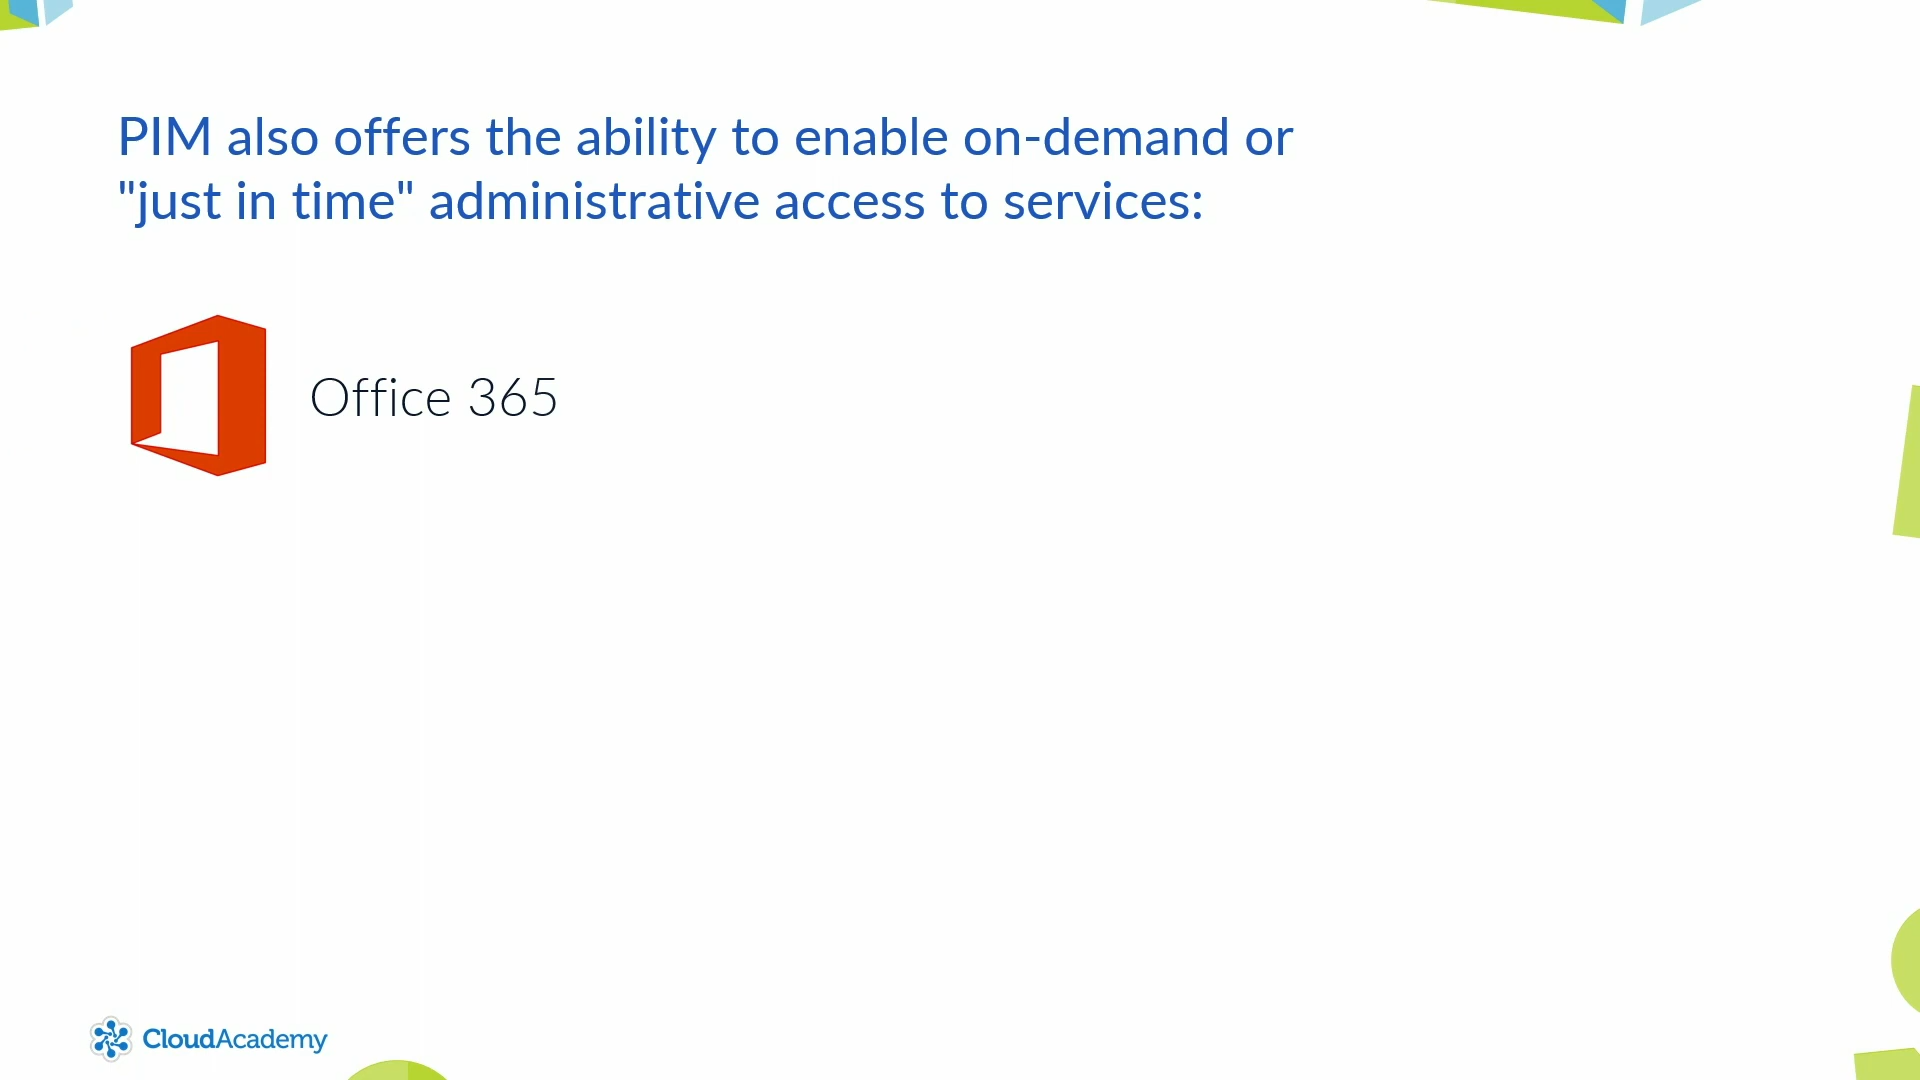 PIM also offers the ability to enable on-demand or
"just in time" administrative access to services:
Office 365
CloudAcademy